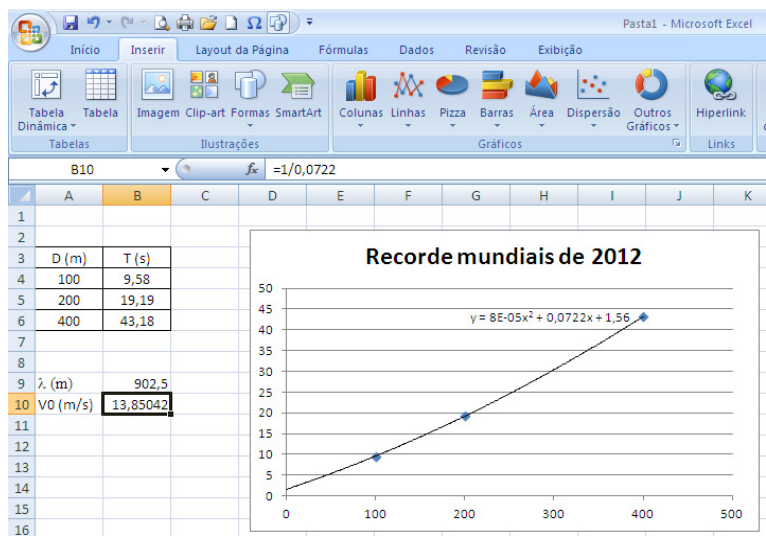 Pasta1 - Microsoft Excel
Início Inserir Layout da Página Fórmulas Dados Revisão Exibição
Tabela Dinâmica Tabela Imagem Clip-art Formas SmartArt Colunas Linhas Pizza Barras Área Dispersão Outros Gráficos Hiperlink
Tabelas Ilustrações Gráficos Links
B10 fx =1/0,0722
A B C D E F G H I J K
1
2
3 D (m) T (s)
4 100 9,58
5 200 19,19
6 400 43,18
7
8
9 λ (m) 902,5
10 V0 (m/s) 13,85042
11
12
13
14
15
16
Recorde mundiais de 2012
y = 8E-05x² + 0,0722x + 1,56
50
45
40
35
30
25
20
15
10
5
0
0 100 200 300 400 500